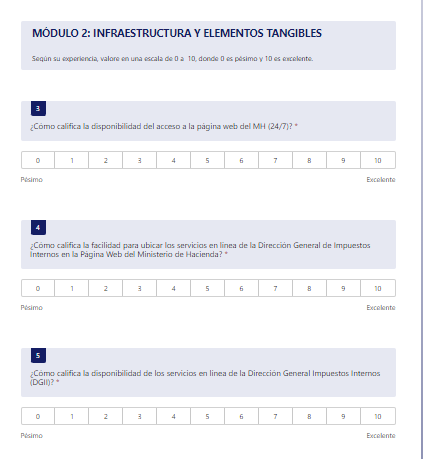 MÓDULO 2: INFRAESTRUCTURA Y ELEMENTOS TANGIBLES
Según su experiencia, valore en una escala de 0 a 10, donde 0 es pésimo y 10 es excelente.
3
¿Cómo califica la disponibilidad del acceso a la página web del MH (24/7)? *
0 1 2 3 4 5 6 7 8 9 10
Pésimo Excelente
4
¿Cómo califica la facilidad para ubicar los servicios en línea de la Dirección General de Impuestos
Internos en la Página Web del Ministerio de Hacienda? *
0 1 2 3 4 5 6 7 8 9 10
Pésimo Excelente
5
¿Cómo califica la disponibilidad de los servicios en línea de la Dirección General Impuestos Internos
(DGII)? *
0 1 2 3 4 5 6 7 8 9 10
Pésimo Excelente